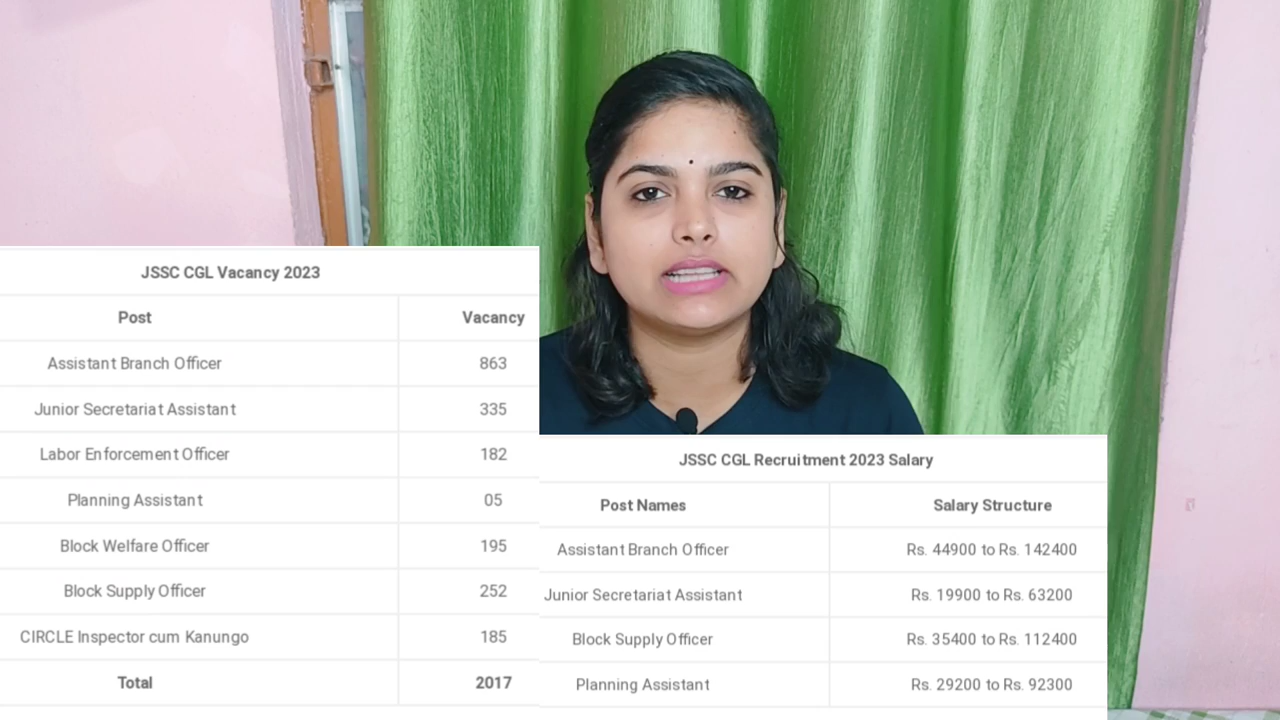 JSSC CGL Vacancy 2023
Post Vacancy
Assistant Branch Officer 863
Junior Secretariat Assistant 335
Labor Enforcement Officer 182
Planning Assistant 05
Block Welfare Officer 195
Block Supply Officer 252
CIRCLE Inspector cum Kanungo 185
Total 2017
JSSC CGL Recruitment 2023 Salary
Post Names Salary Structure
Assistant Branch Officer Rs. 44900 to Rs. 142400
Junior Secretariat Assistant Rs. 19900 to Rs. 63200
Block Supply Officer Rs. 35400 to Rs. 112400
Planning Assistant Rs. 29200 to Rs. 92300